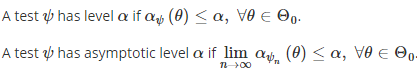 A test ψ has level α if α_ψ (θ) ≤ α, ∀θ ∈ Θ₀.
A test ψ has asymptotic level α if lim_{n→∞} α_{ψ_n} (θ) ≤ α, ∀θ ∈ Θ₀.